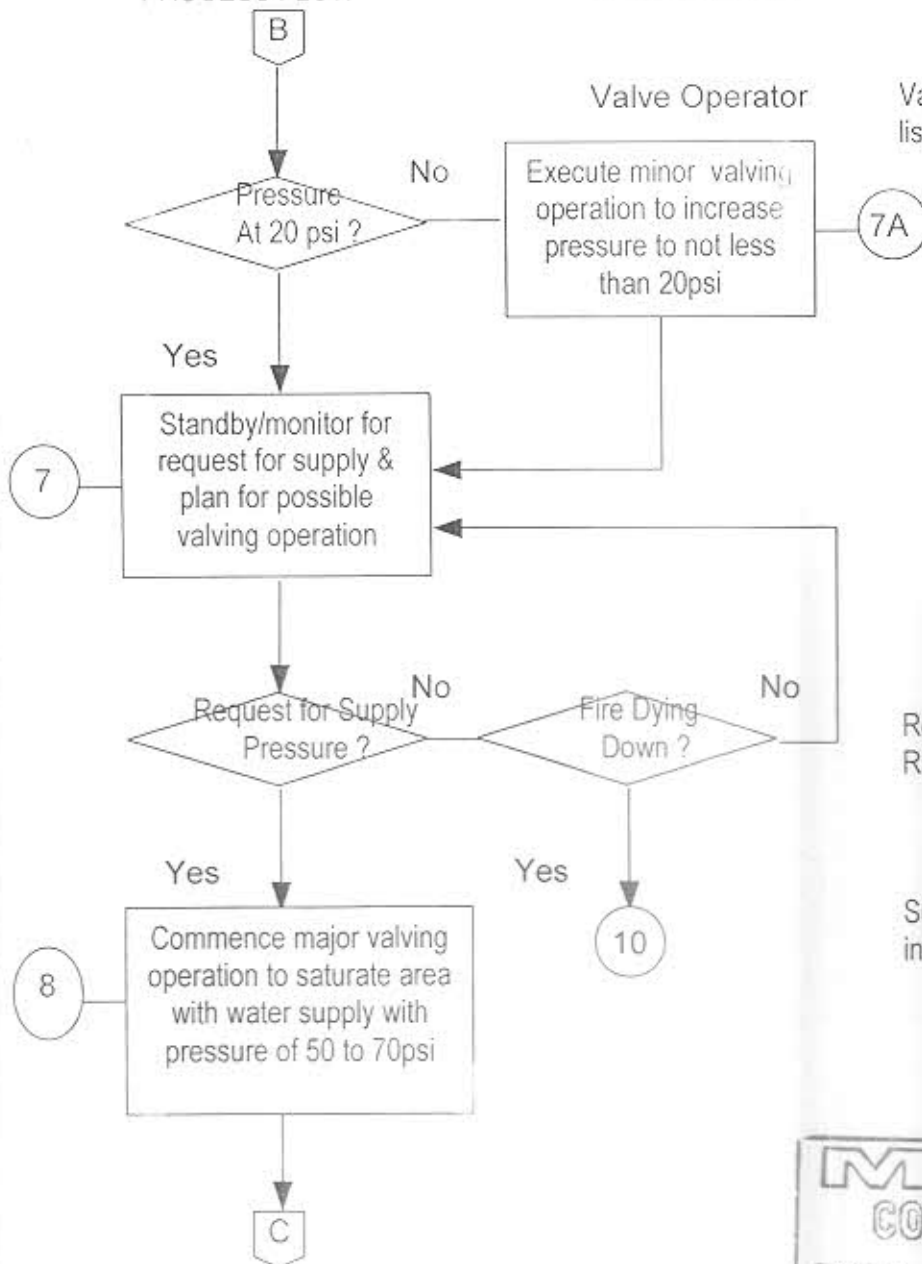 B
Valve Operator
No
Pressure
At 20 psi ?
Execute minor valving
operation to increase
pressure to not less
than 20psi
7A
Yes
Standby/monitor for
request for supply &
plan for possible
valving operation
7
Request for Supply
Pressure ?
No
Fire Dying
Down ?
No
Yes
Yes
Commence major valving
operation to saturate area
with water supply with
pressure of 50 to 70psi
8
10
C